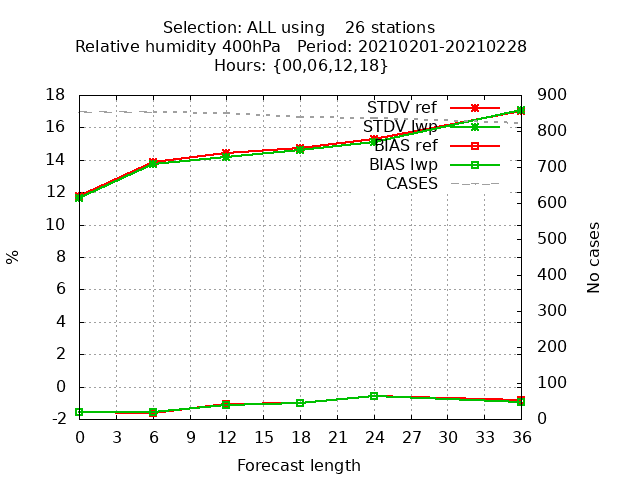 Selection: ALL using    26 stations
Relative humidity 400hPa   Period: 20210201-20210228
Hours: {00,06,12,18}
STDV ref
STDV lwp
BIAS ref
BIAS lwp
CASES
18
16
14
12
10
8
6
4
2
0
-2
%
900
800
700
600
500
400
300
200
100
0
No cases
0 3 6 9 12 15 18 21 24 27 30 33 36
Forecast length